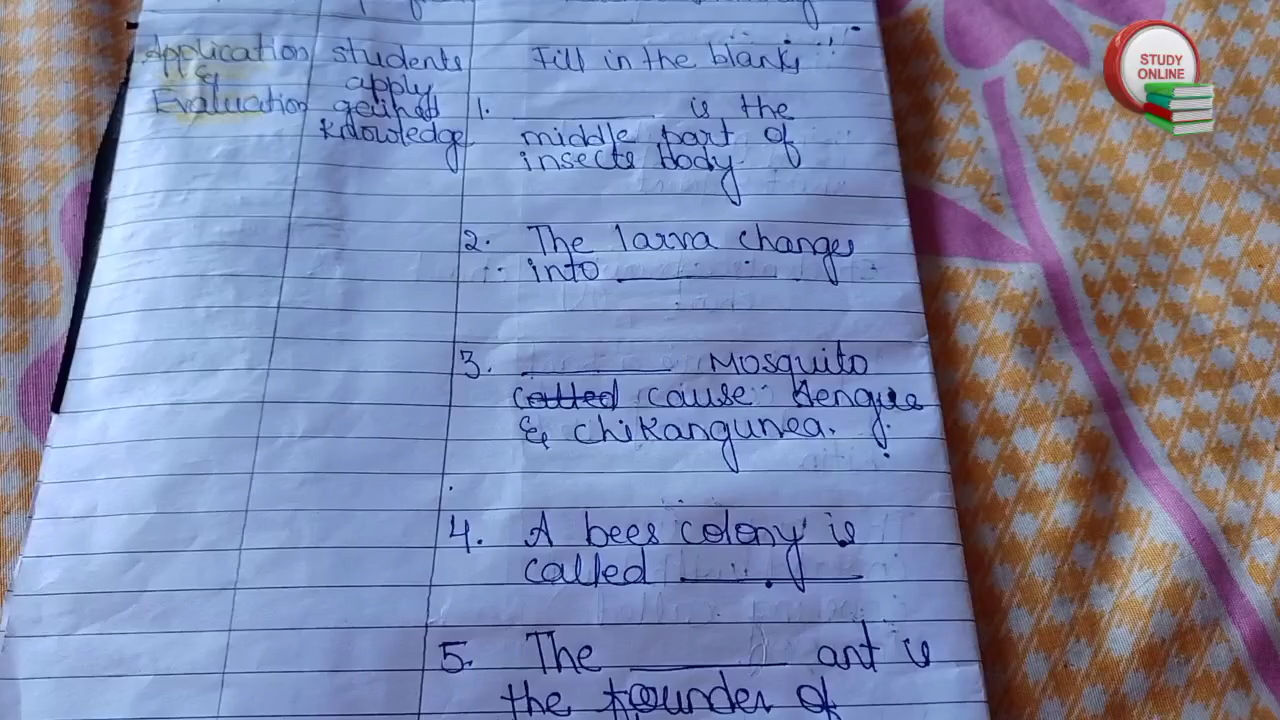 Application students Fill in the blanks
& apply
Evaluation gained 1. ________ is the
knowledge middle part of
insects body.
2. The larva changes
into ________
3. ________ Mosquito
called cause dengue
& chikangunea.
4. A bees colony is
called ________
5. The ________ ant is
the founder of
STUDY
ONLINE